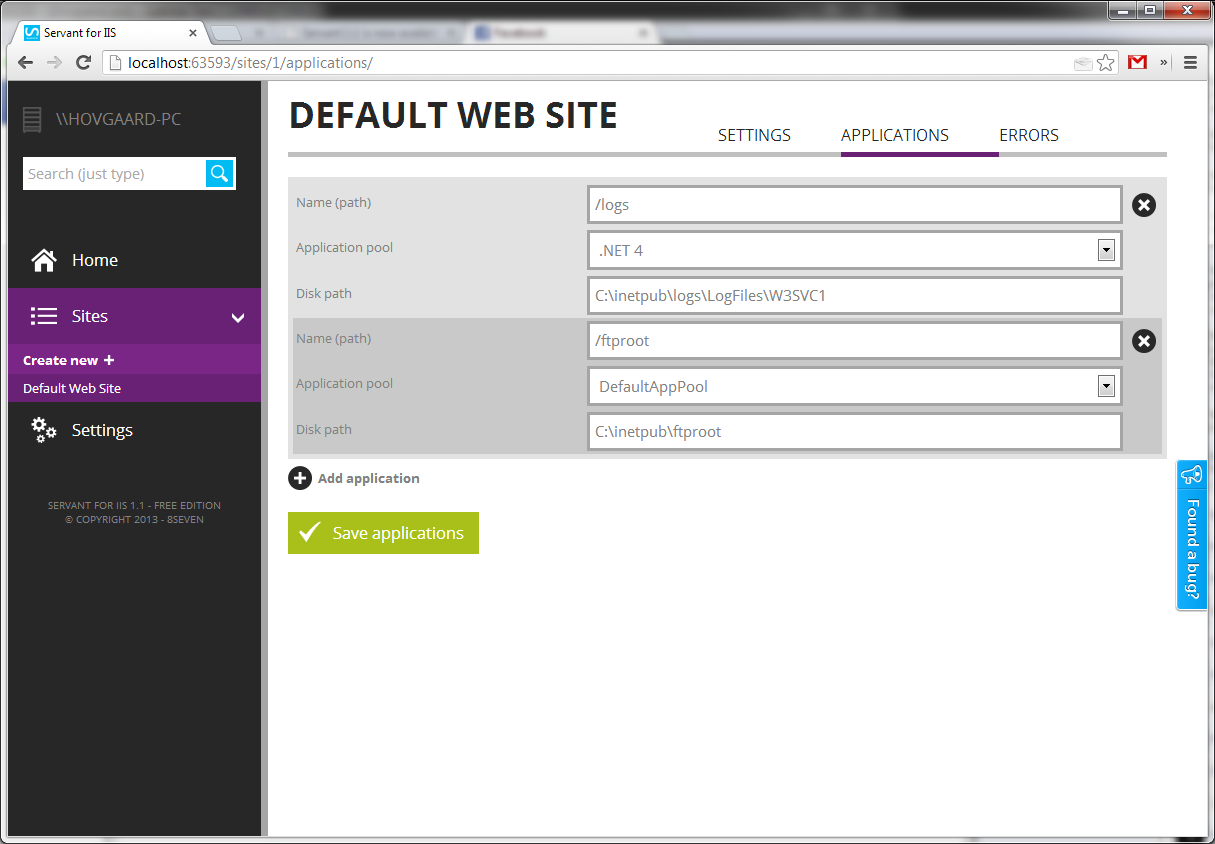 Servant for IIS
localhost:63593/sites/1/applications/
\\HOVGAARD-PC
Search (just type)
Home
Sites
Create new +
Default Web Site
Settings
SERVANT FOR IIS 1.1 - FREE EDITION
© COPYRIGHT 2013 - 8SEVEN
DEFAULT WEB SITE
SETTINGS APPLICATIONS ERRORS
Name (path) /logs
Application pool .NET 4
Disk path C:\inetpub\logs\LogFiles\W3SVC1
Name (path) /ftproot
Application pool DefaultAppPool
Disk path C:\inetpub\ftproot
Add application
Save applications
Found a bug?